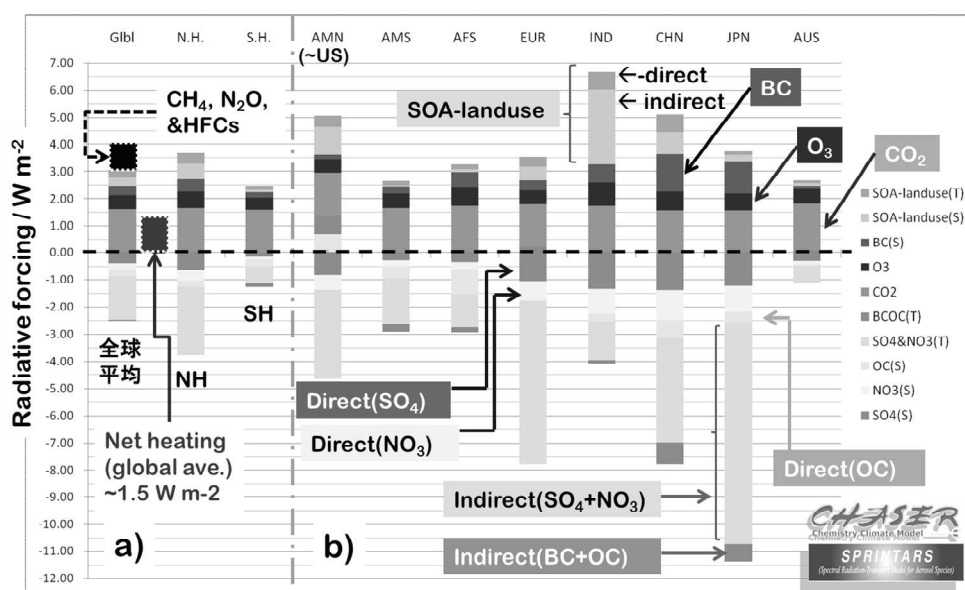 Glbl N.H. S.H. AMN AMS AFS EUR IND CHN JPN AUS
(~US)
Radiative forcing / W m-2
7.00
6.00
5.00
4.00
3.00
2.00
1.00
0.00
-1.00
-2.00
-3.00
-4.00
-5.00
-6.00
-7.00
-8.00
-9.00
-10.00
-11.00
-12.00
CH4, N2O,
&HFCs
SOA-landuse
←-direct
← indirect
BC
O3
CO2
SOA-landuse(T)
SOA-landuse(S)
BC(S)
O3
CO2
BCOC(T)
SO4&NO3(T)
OC(S)
NO3(S)
SO4(S)
SH
全球
平均
NH
Direct(SO4)
Direct(NO3)
Net heating
(global ave.)
~1.5 W m-2
Direct(OC)
Indirect(SO4+NO3)
Indirect(BC+OC)
a)
b)
CHASER
Chemistry Climate Model
SPRINTARS
(Spectral Radiation-Transport Model for Aerosol Species)